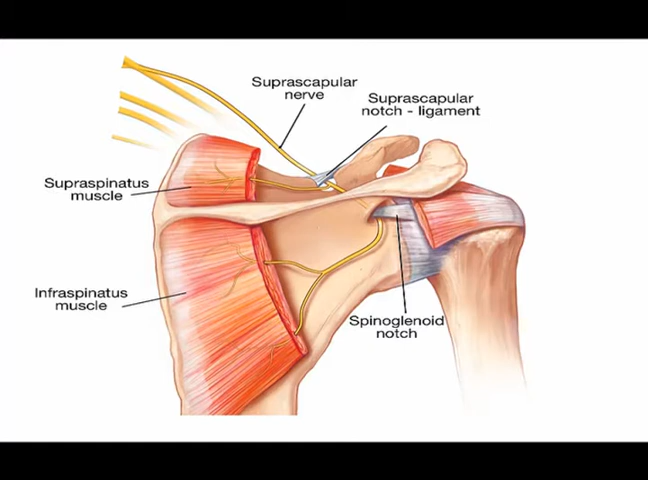 Suprascapular
nerve
Suprascapular
notch - ligament
Supraspinatus
muscle
Infraspinatus
muscle
Spinoglenoid
notch